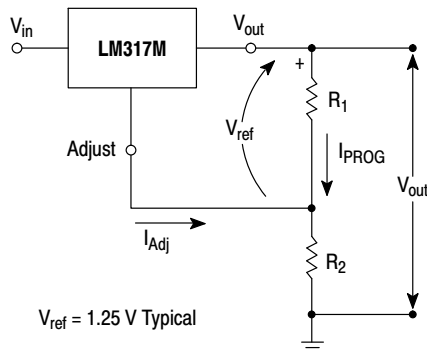 Vin
LM317M
Vout
+
R1
Vref
Adjust
IPROG
Vout
IAdj
R2
Vref = 1.25 V Typical